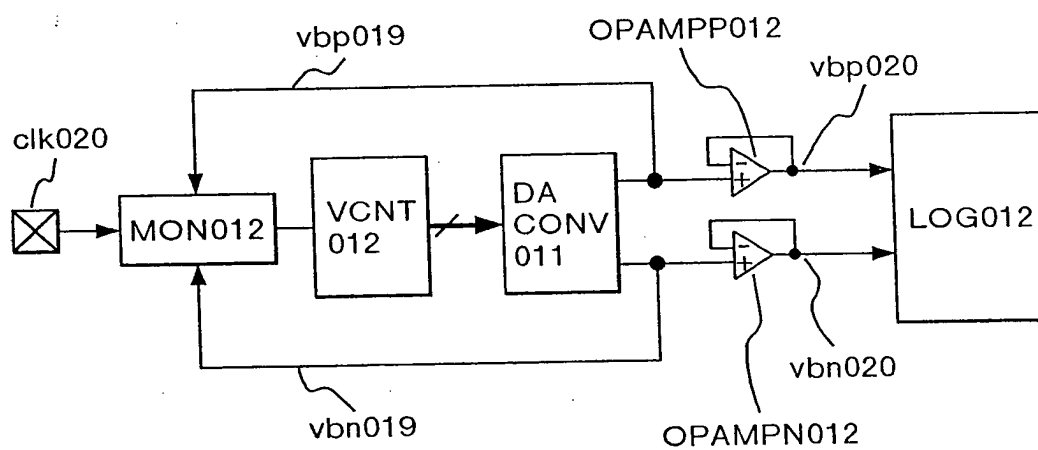 vbp019
OPAMPP012
vbp020
clk020
MON012
VCNT
012
DA
CONV
011
-
+
-
+
LOG012
vbn020
vbn019
OPAMPN012